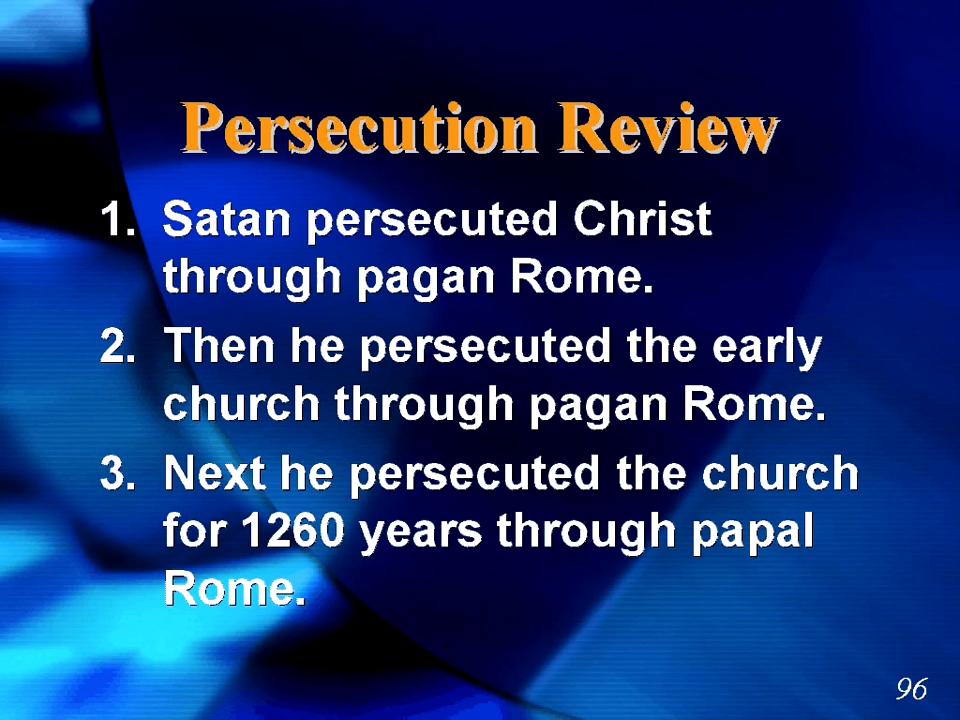 Persecution Review
1. Satan persecuted Christ
through pagan Rome.
2. Then he persecuted the early
church through pagan Rome.
3. Next he persecuted the church
for 1260 years through papal
Rome.
96